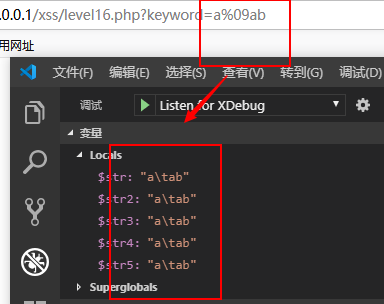 .0.0.1/xss/level16.php?keyword=a%09ab
用网址
文件(F) 编辑(E) 选择(S) 查看(V) 转到(G) 调试(D)
调试 Listen for XDebug
变量
Locals
$str: "a\tab"
$str2: "a\tab"
$str3: "a\tab"
$str4: "a\tab"
$str5: "a\tab"
Superglobals